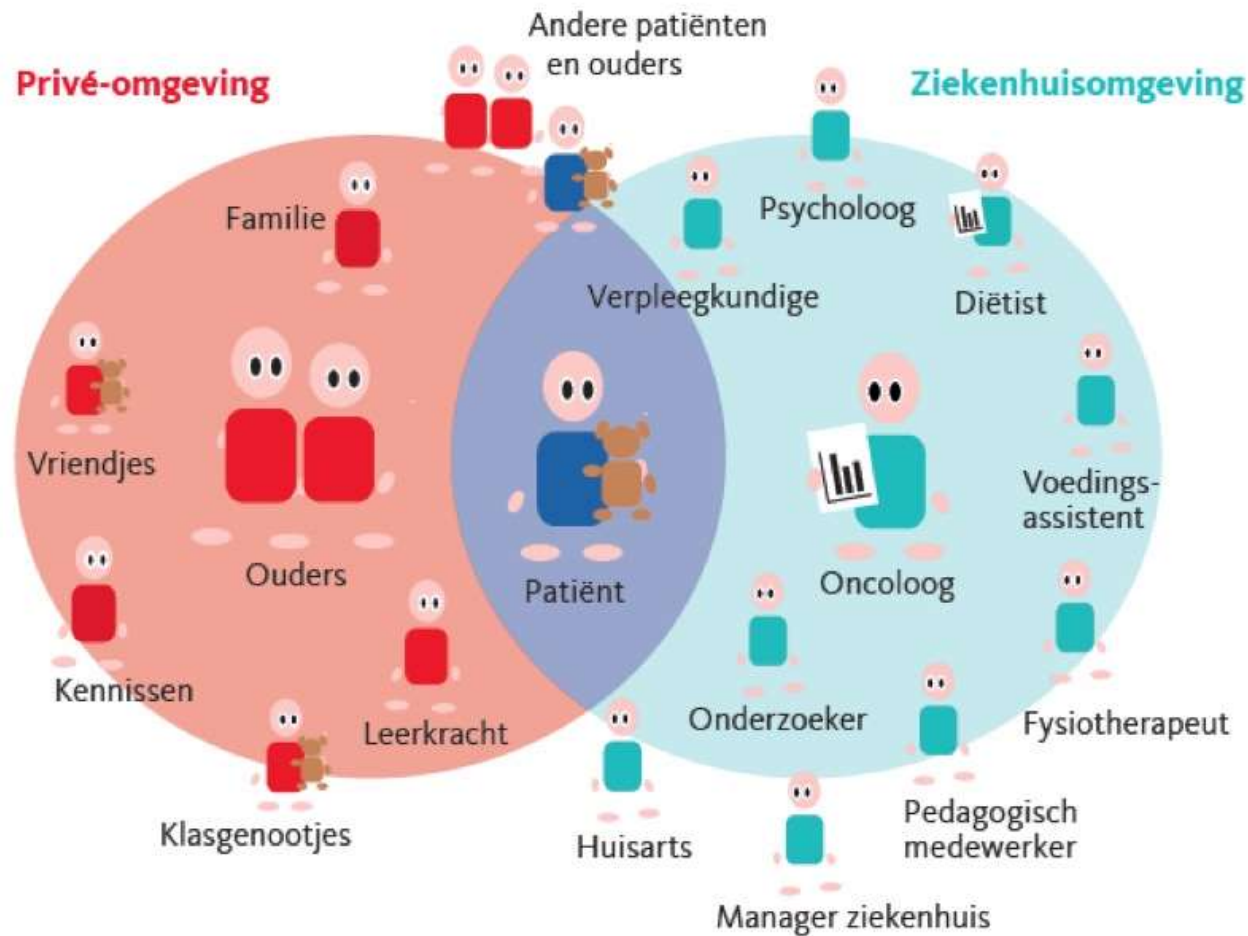 Andere patiënten
en ouders
Privé-omgeving
Ziekenhuisomgeving
Familie
Psycholoog
Verpleegkundige
Diëtist
Vriendjes
Voedings-
assistent
Ouders
Patiënt
Oncoloog
Kennissen
Leerkracht
Onderzoeker
Fysiotherapeut
Klasgenootjes
Huisarts
Pedagogisch
medewerker
Manager ziekenhuis